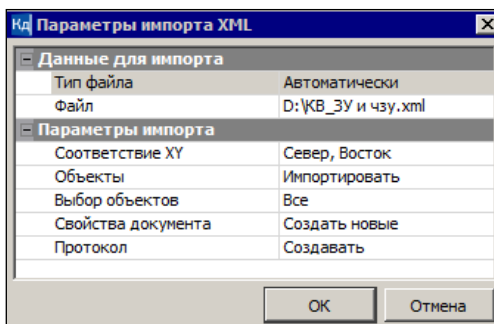 Кд Параметры импорта XML
Данные для импорта
Тип файла Автоматически
Файл D:\КВ_ЗУ и чзу.xml
Параметры импорта
Соответствие XY Север, Восток
Объекты Импортировать
Выбор объектов Все
Свойства документа Создать новые
Протокол Создавать
ОК Отмена